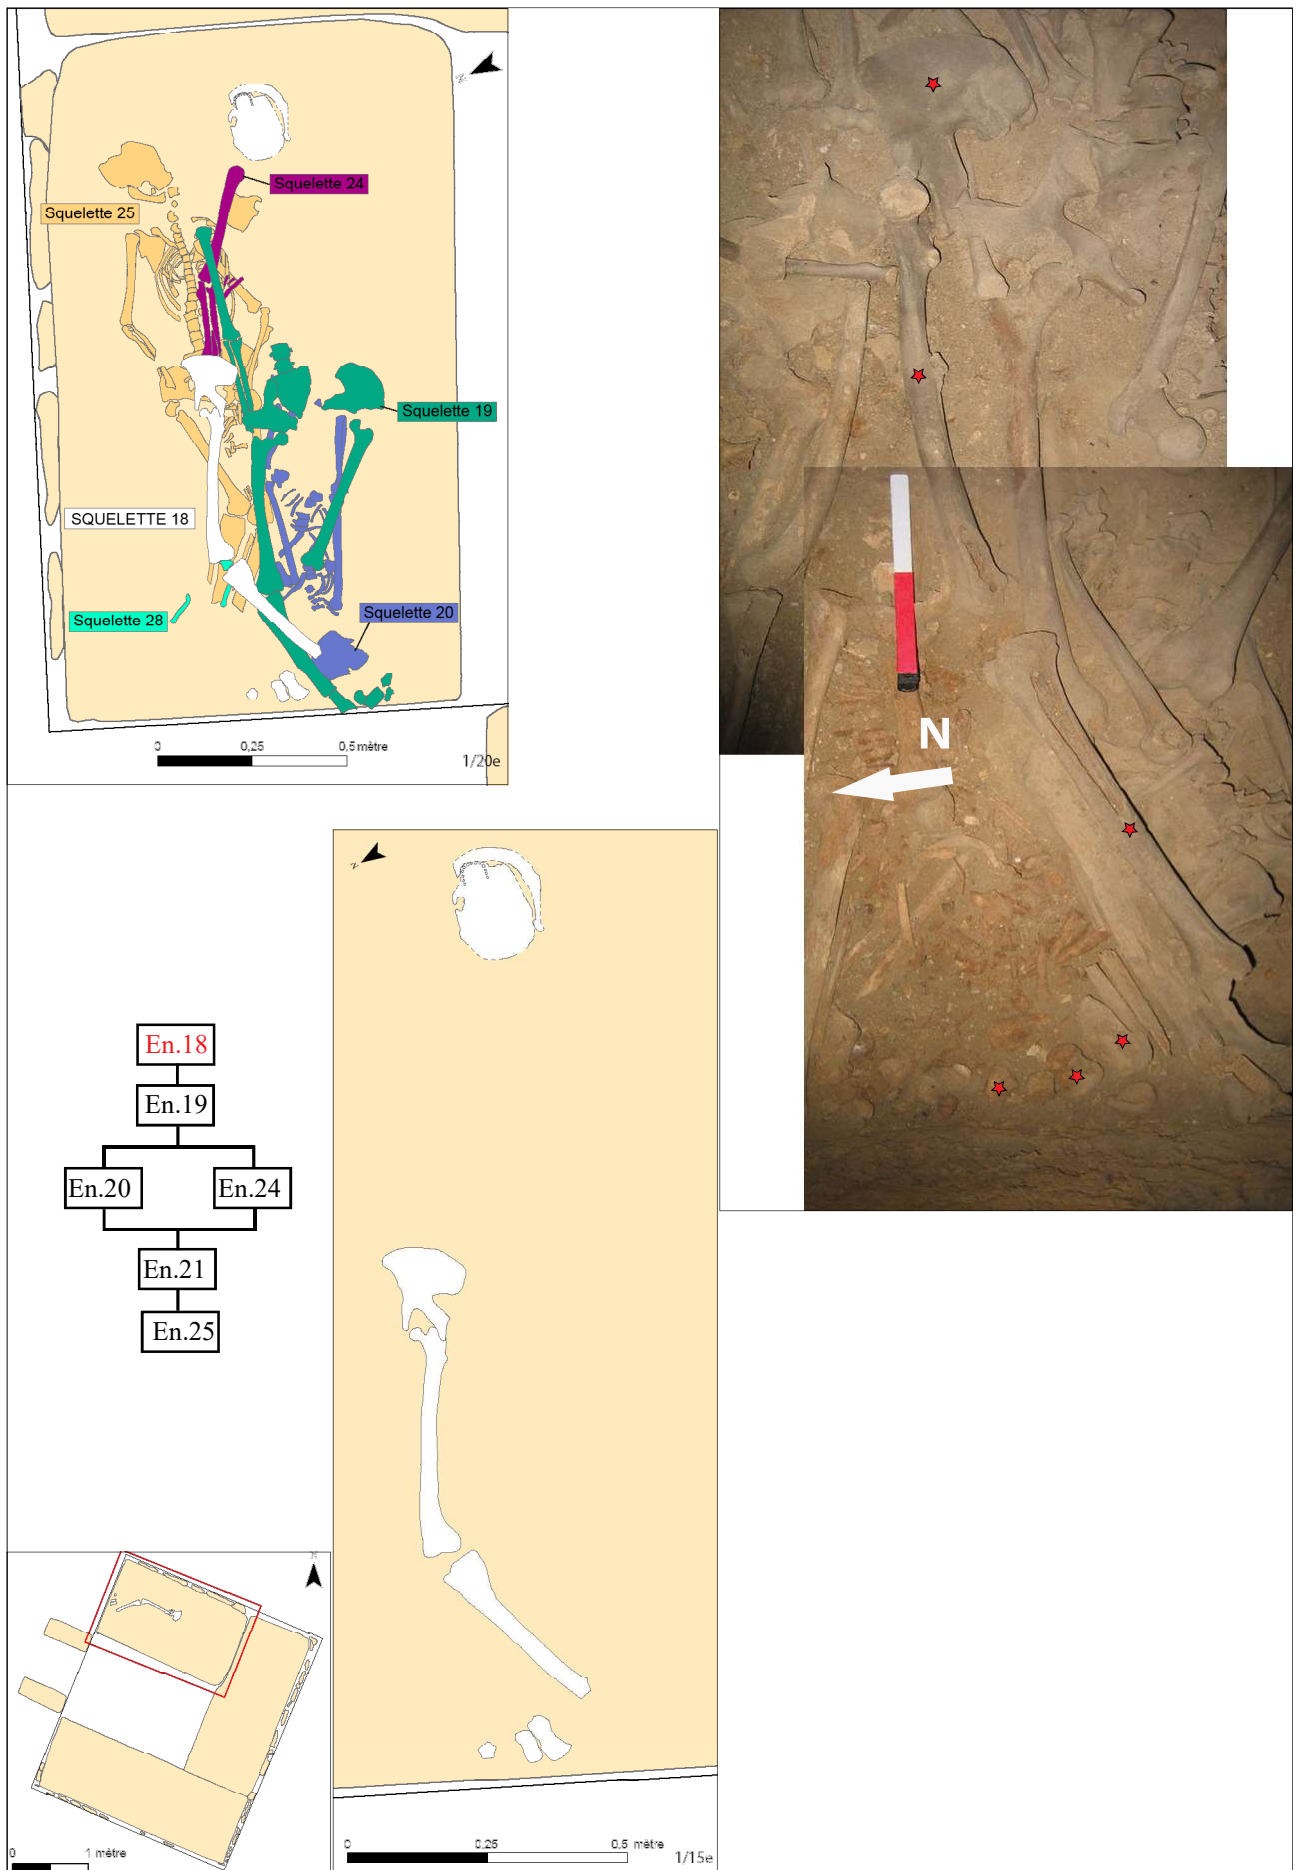 N
Squelette 24
Squelette 25
Squelette 19
SQUELETTE 18
Squelette 28
Squelette 20
0 0,25 0,5 mètre
1/20e
N
N
En.18
En.19
En.20 En.24
En.21
En.25
N
0 1 mètre
0 0,25 0,5 mètre
1/15e